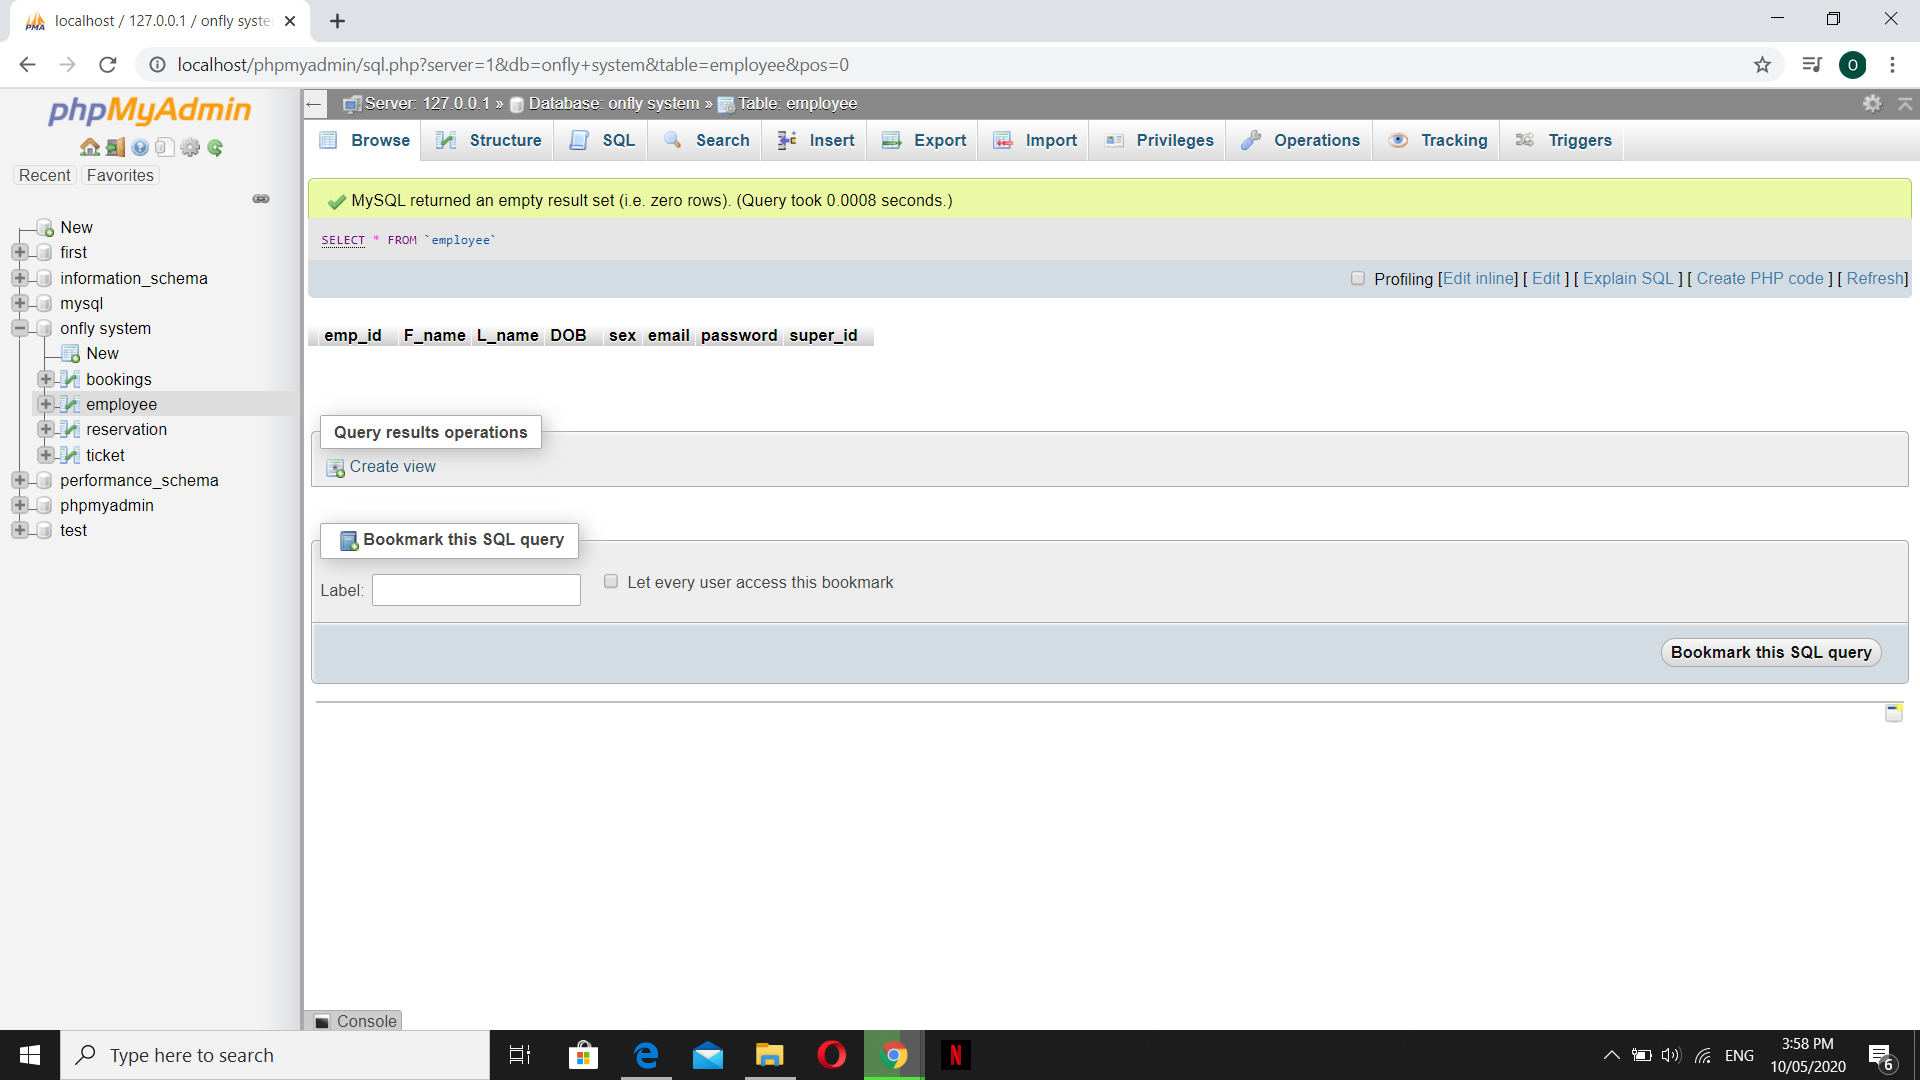 localhost / 127.0.0.1 / onfly syste
localhost/phpmyadmin/sql.php?server=1&db=onfly+system&table=employee&pos=0
O
phpMyAdmin
Recent Favorites
New
first
information_schema
mysql
onfly system
New
bookings
employee
reservation
ticket
performance_schema
phpmyadmin
test
Server: 127.0.0.1 » Database: onfly system » Table: employee
Browse Structure SQL Search Insert Export Import Privileges Operations Tracking Triggers
MySQL returned an empty result set (i.e. zero rows). (Query took 0.0008 seconds.)
SELECT * FROM `employee`
Profiling [Edit inline] [ Edit ] [ Explain SQL ] [ Create PHP code ] [ Refresh]
emp_id F_name L_name DOB sex email password super_id
Query results operations
Create view
Bookmark this SQL query
Label:
Let every user access this bookmark
Bookmark this SQL query
Console
Type here to search
N
ENG
3:58 PM
10/05/2020
6